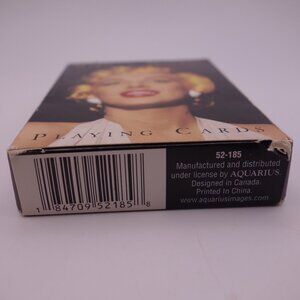 PLAYING CARDS
52-185
Manufactured and distributed
under license by AQUARIUS
Designed in Canada.
Printed In China.
www.aquariusimages.com
1 84709 52185 8